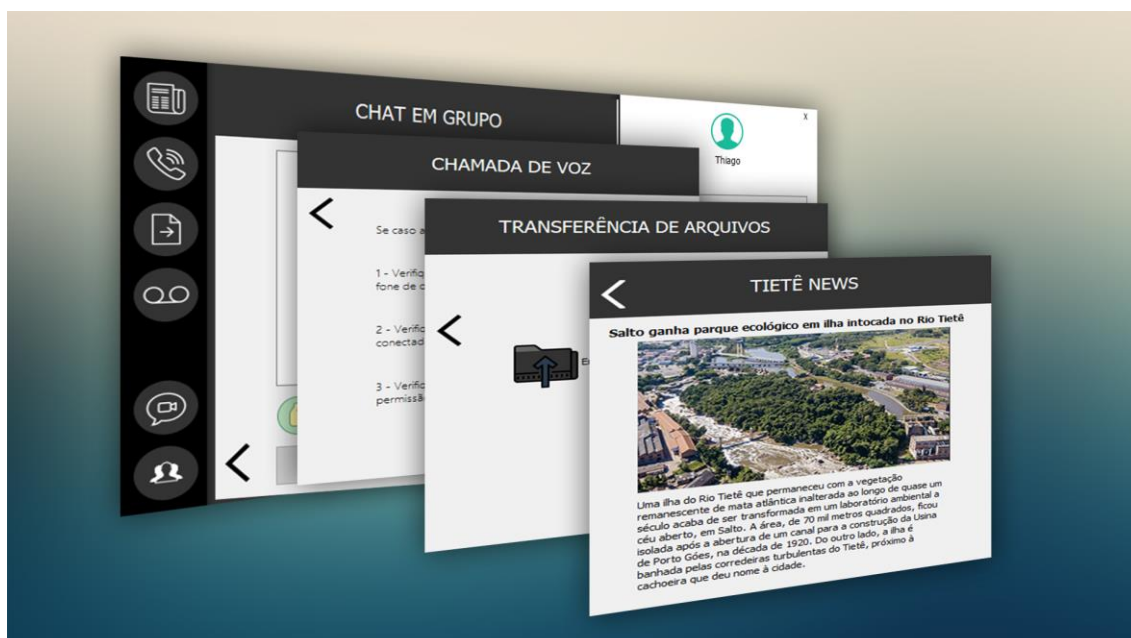 CHAT EM GRUPO
x
Thiago
CHAMADA DE VOZ
Se caso
1 - Verifiq
fone de
2 - Verific
conectad
3 - Verific
permissã
TRANSFERÊNCIA DE ARQUIVOS
TIETÊ NEWS
Salto ganha parque ecológico em ilha intocada no Rio Tietê
Uma ilha do Rio Tietê que permaneceu com a vegetação
remanescente de mata atlântica inalterada ao longo de quase um
século acaba de ser transformada em um laboratório ambiental a
céu aberto, em Salto. A área, de 70 mil metros quadrados, ficou
isolada após a abertura de um canal para a construção da Usina
de Porto Góes, na década de 1920. Do outro lado, a ilha é
banhada pelas corredeiras turbulentas do Tietê, próximo à
cachoeira que deu nome à cidade.